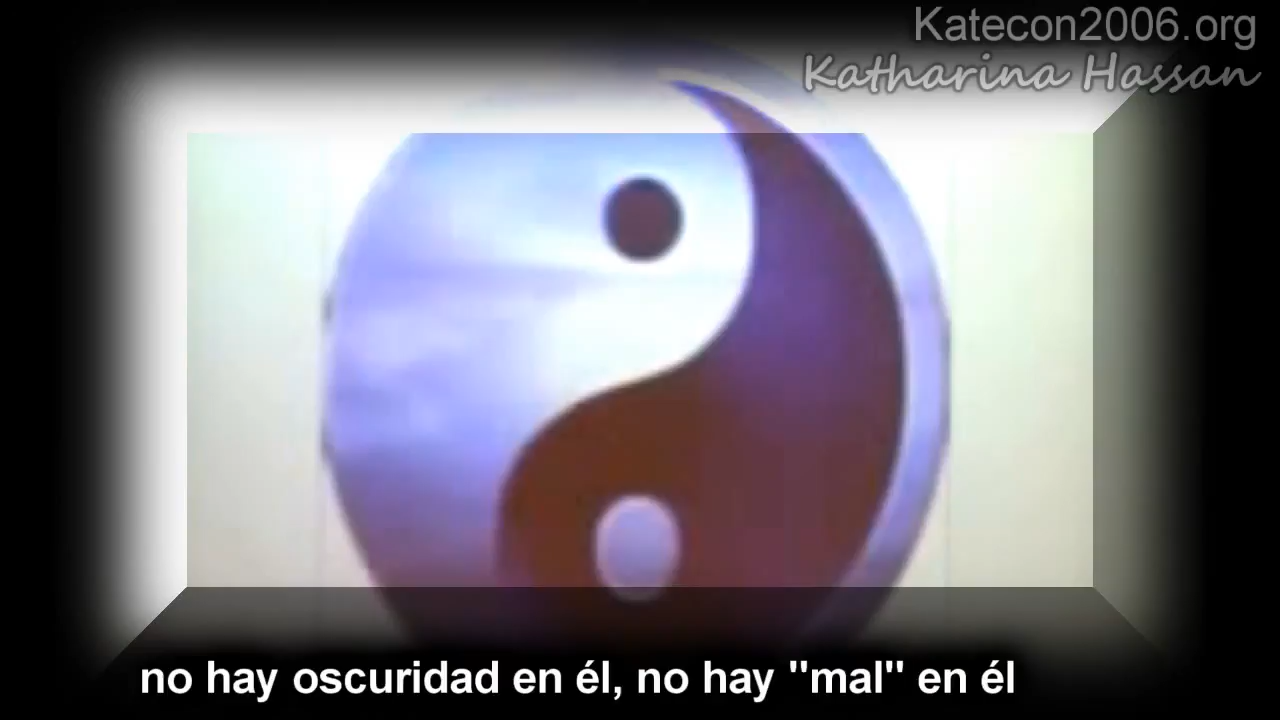 Katecon2006.org
Katharina Hassan
no hay oscuridad en él, no hay "mal" en él